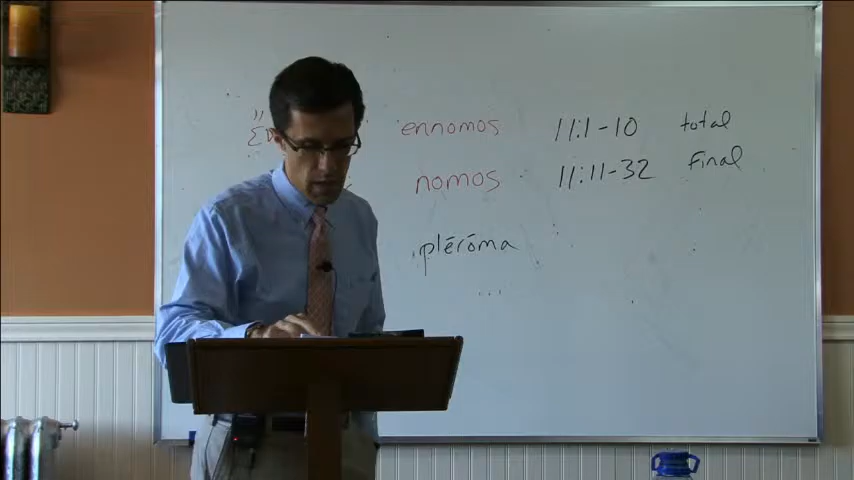 ennomos 11:1-10 total
nomos 11:11-32 final
plērōma
...